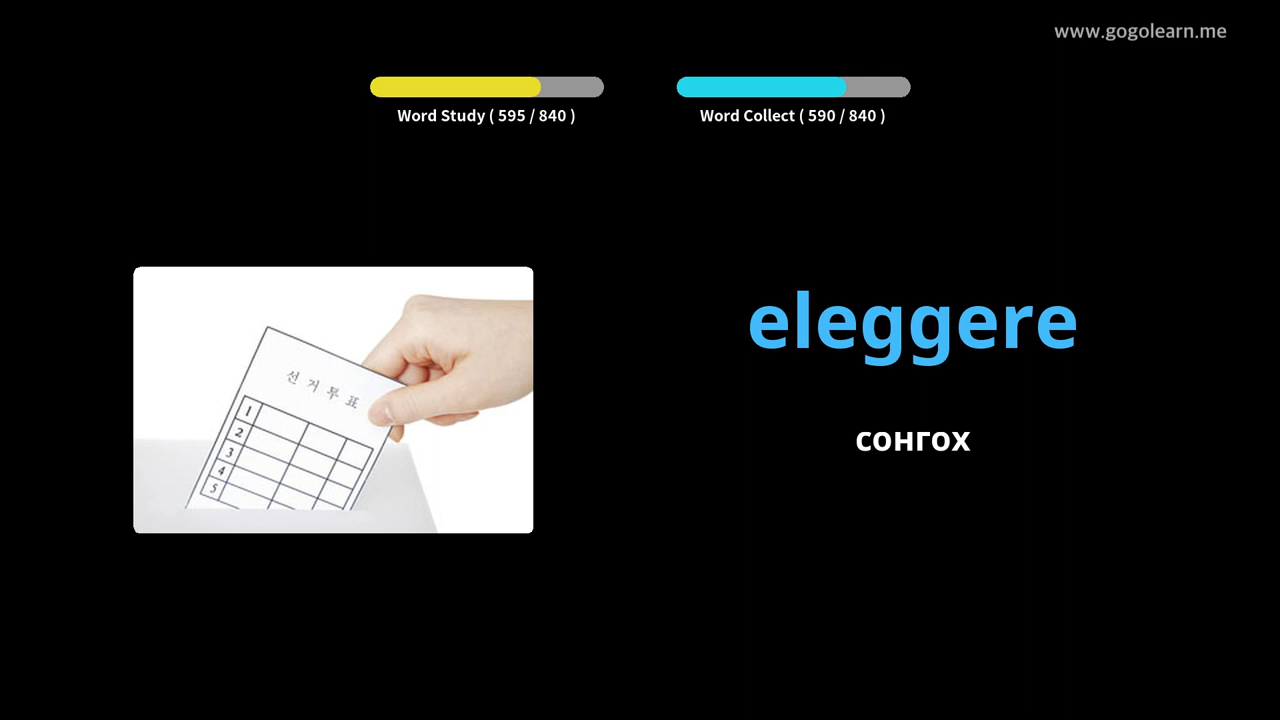 www.gogolearn.me
Word Study ( 595 / 840 )
Word Collect ( 590 / 840 )
선거투표
1
2
3
4
5
eleggere
сонгох